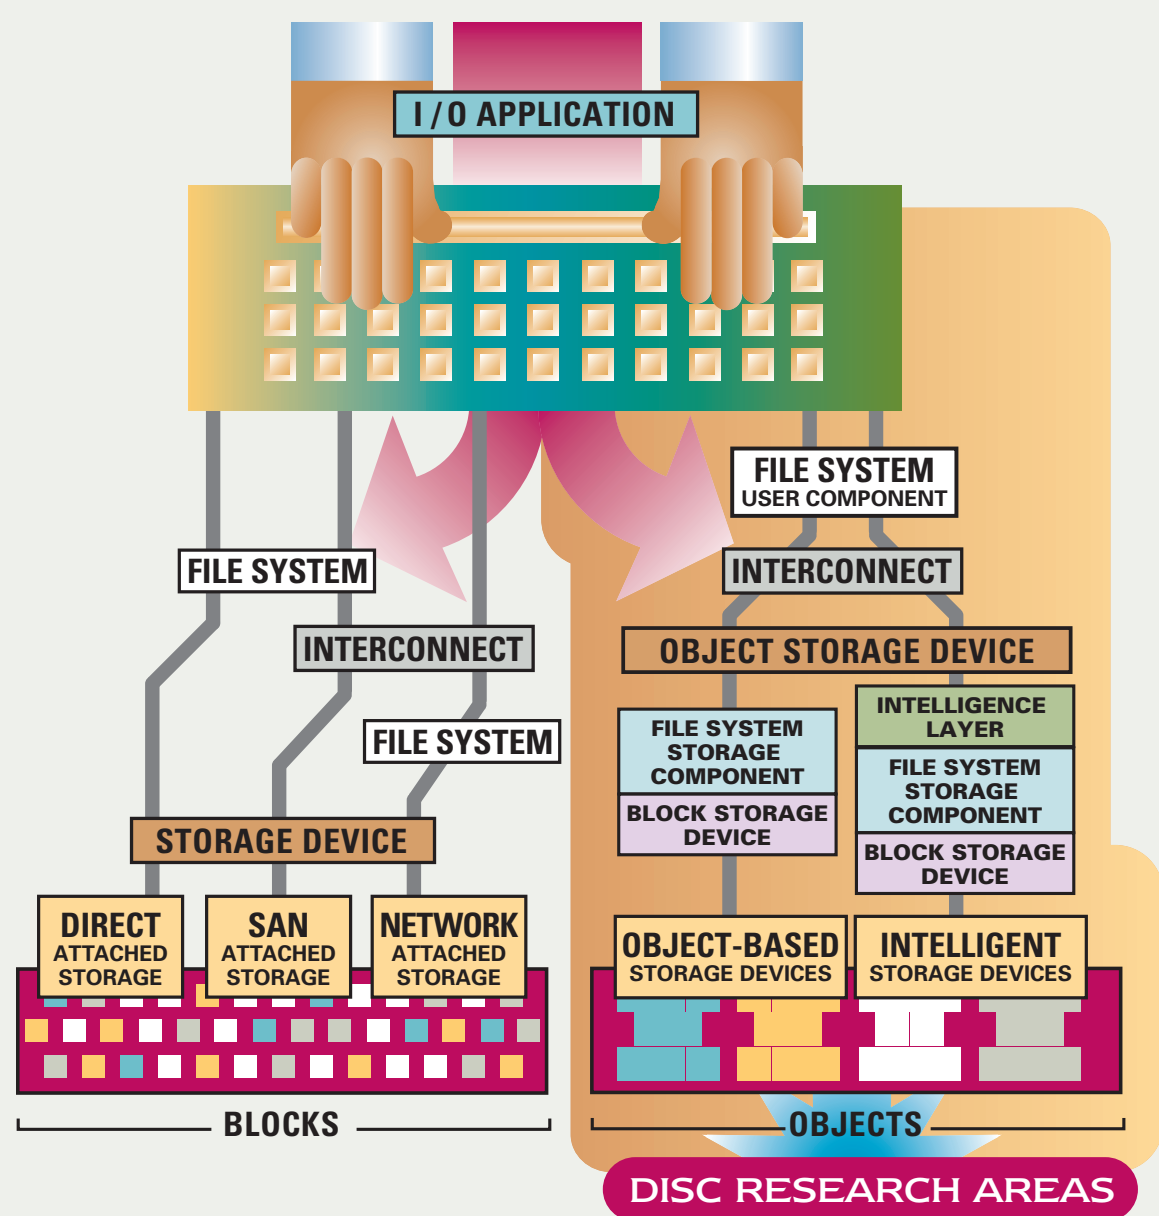 I / O APPLICATION
FILE SYSTEM
USER COMPONENT
FILE SYSTEM
INTERCONNECT
INTERCONNECT
OBJECT STORAGE DEVICE
FILE SYSTEM
FILE SYSTEM
STORAGE
COMPONENT
BLOCK STORAGE
DEVICE
INTELLIGENCE
LAYER
FILE SYSTEM
STORAGE
COMPONENT
BLOCK STORAGE
DEVICE
STORAGE DEVICE
DIRECT
ATTACHED
STORAGE
SAN
ATTACHED
STORAGE
NETWORK
ATTACHED
STORAGE
OBJECT-BASED
STORAGE DEVICES
INTELLIGENT
STORAGE DEVICES
BLOCKS
OBJECTS
DISC RESEARCH AREAS